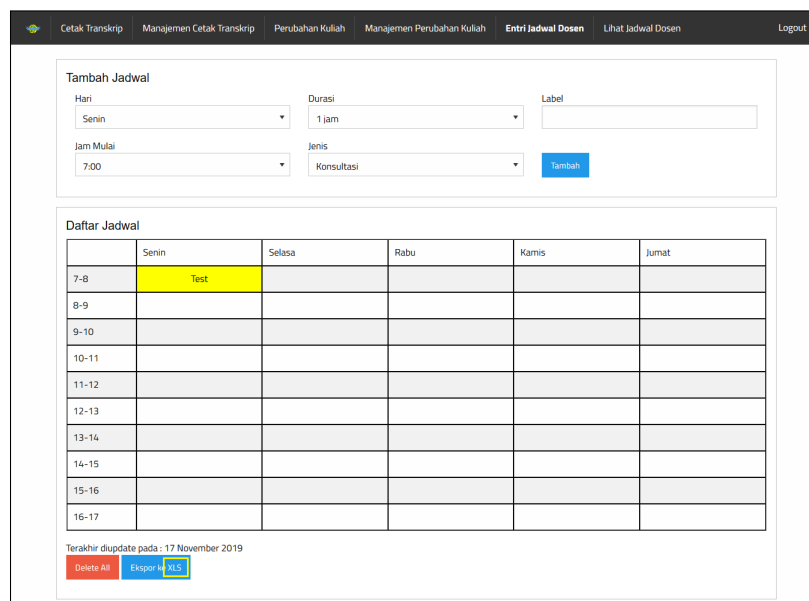 Cetak Transkrip Manajemen Cetak Transkrip Perubahan Kuliah Manajemen Perubahan Kuliah Entri Jadwal Dosen Lihat Jadwal Dosen Logout
Tambah Jadwal
Hari Durasi Label
Senin 1 jam
Jam Mulai Jenis
7:00 Konsultasi Tambah
Daftar Jadwal
Senin Selasa Rabu Kamis Jumat
7-8 Test
8-9
9-10
10-11
11-12
12-13
13-14
14-15
15-16
16-17
Terakhir diupdate pada : 17 November 2019
Delete All Ekspor ke XLS